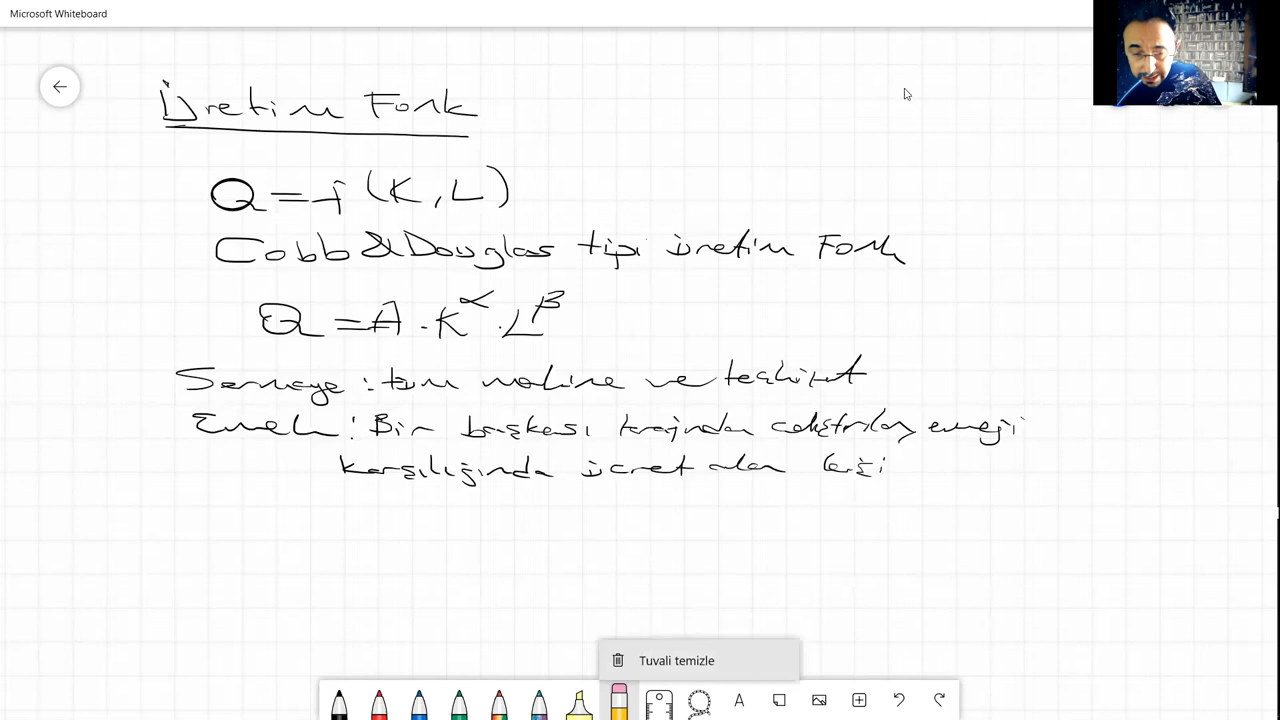 Microsoft Whiteboard
Üretim Fonk
Q = f (K, L)
Cobb & Douglas tipi üretim Fonk
Q = A . K^α . L^β
Sermaye : tüm makine ve teçhizat
Emek : Bir başkası tarafından çalıştırılan, emeği
karşılığında ücret alan kişi
Tuvali temizle
A